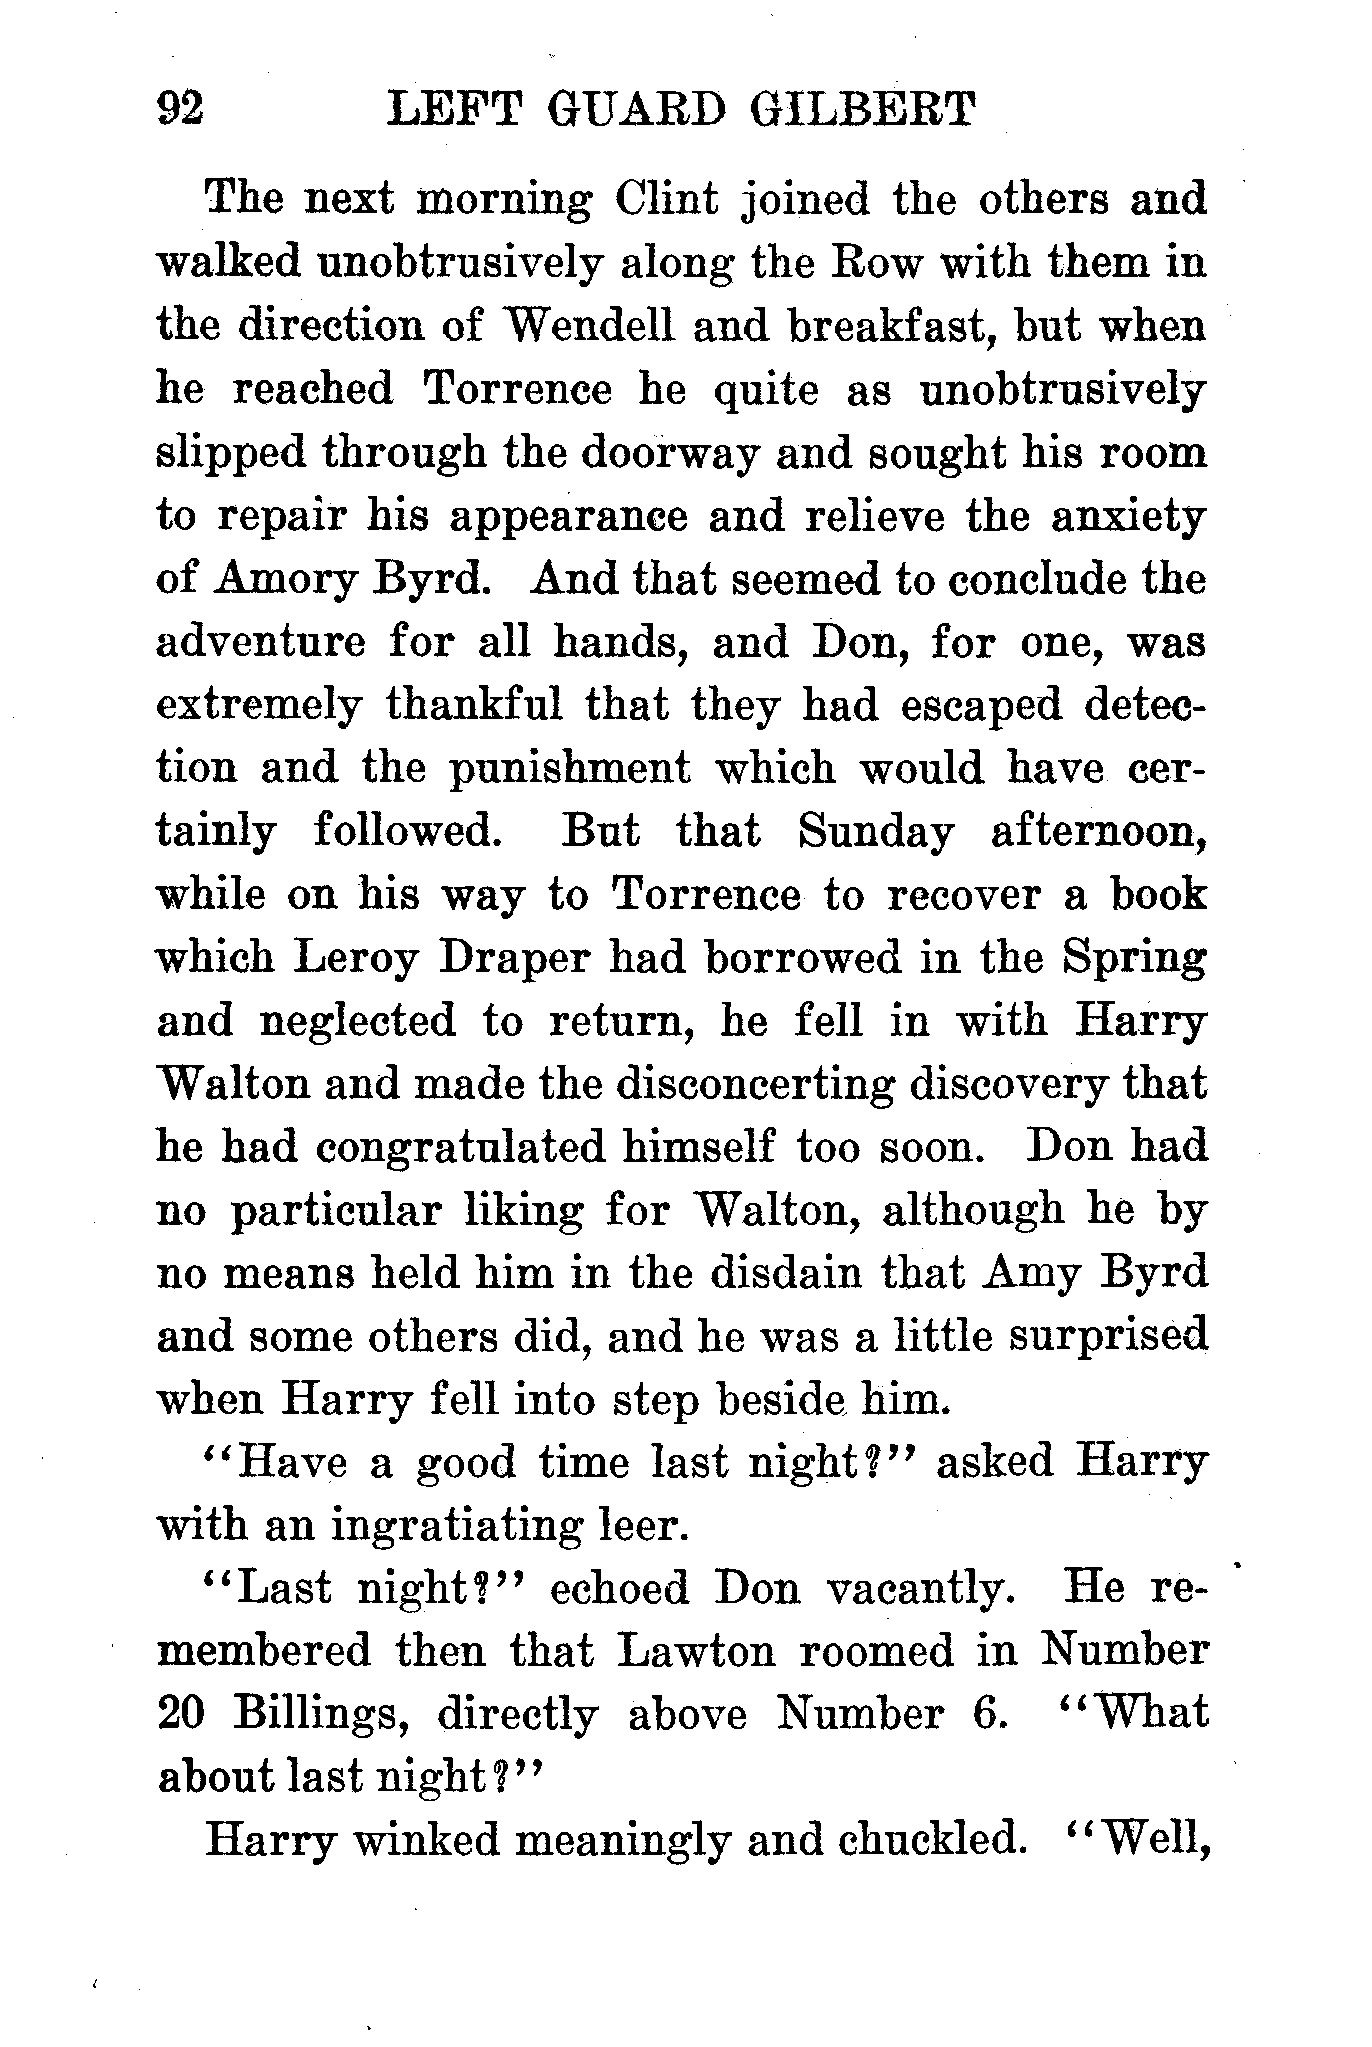 92 LEFT GUARD GILBERT
The next morning Clint joined the others and
walked unobtrusively along the Row with them in
the direction of Wendell and breakfast, but when
he reached Torrence he quite as unobtrusively
slipped through the doorway and sought his room
to repair his appearance and relieve the anxiety
of Amory Byrd. And that seemed to conclude the
adventure for all hands, and Don, for one, was
extremely thankful that they had escaped detec-
tion and the punishment which would have cer-
tainly followed. But that Sunday afternoon,
while on his way to Torrence to recover a book
which Leroy Draper had borrowed in the Spring
and neglected to return, he fell in with Harry
Walton and made the disconcerting discovery that
he had congratulated himself too soon. Don had
no particular liking for Walton, although he by
no means held him in the disdain that Amy Byrd
and some others did, and he was a little surprised
when Harry fell into step beside him.
"Have a good time last night?" asked Harry
with an ingratiating leer.
"Last night?" echoed Don vacantly. He re-
membered then that Lawton roomed in Number
20 Billings, directly above Number 6. "What
about last night?"
Harry winked meaningly and chuckled. "Well,